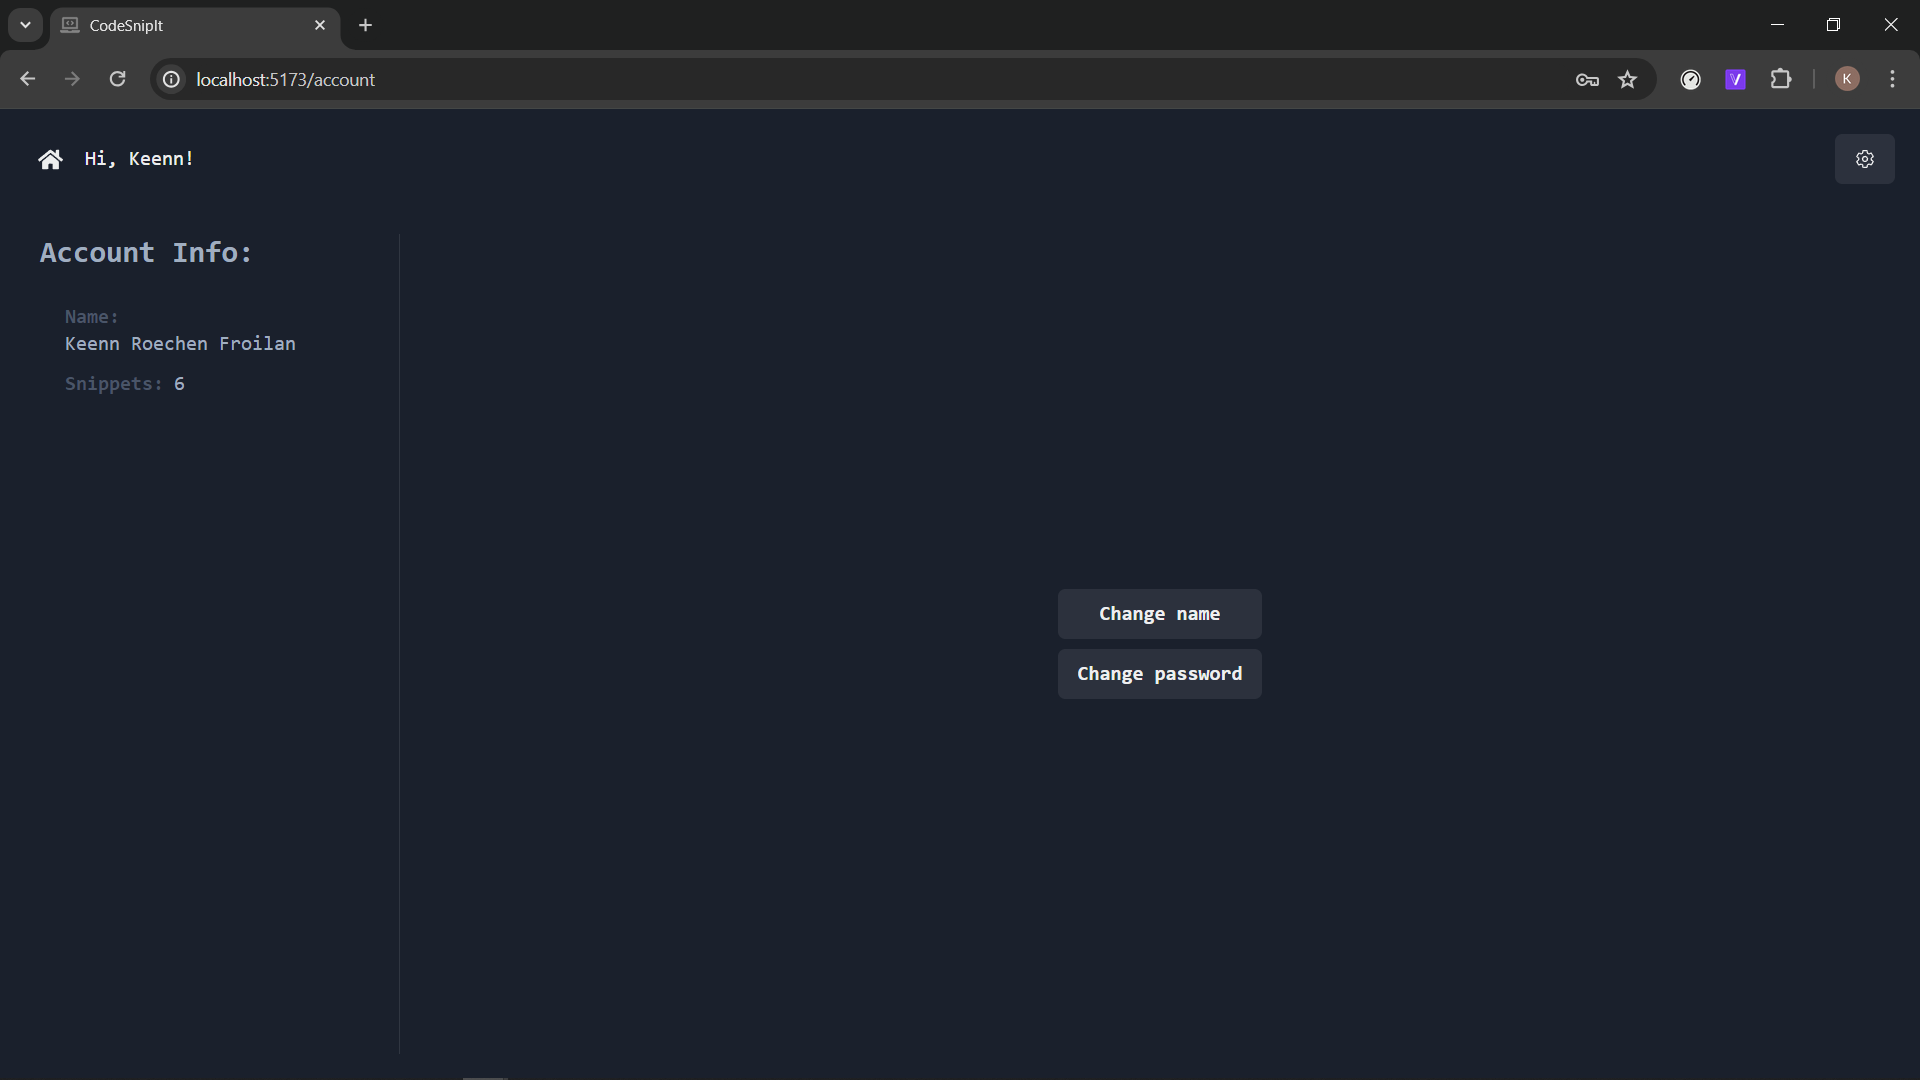 CodeSnipIt
localhost:5173/account
V
K
Hi, Keenn!
Account Info:
Name:
Keenn Roechen Froilan
Snippets: 6
Change name
Change password